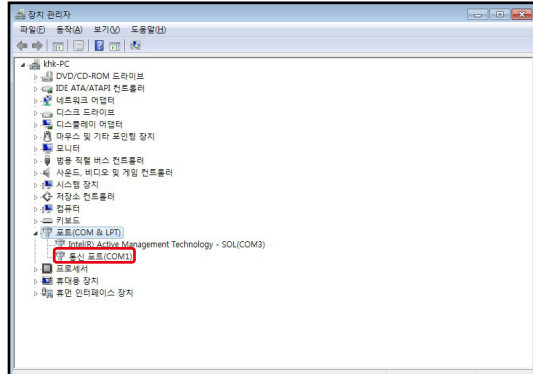 장치 관리자
파일(F) 동작(A) 보기(V) 도움말(H)
khk-PC
DVD/CD-ROM 드라이브
IDE ATA/ATAPI 컨트롤러
네트워크 어댑터
디스크 드라이브
디스플레이 어댑터
마우스 및 기타 포인팅 장치
모니터
범용 직렬 버스 컨트롤러
사운드, 비디오 및 게임 컨트롤러
시스템 장치
저장소 컨트롤러
컴퓨터
키보드
포트(COM & LPT)
Intel(R) Active Management Technology - SOL(COM3)
통신 포트(COM1)
프로세서
휴대용 장치
휴먼 인터페이스 장치